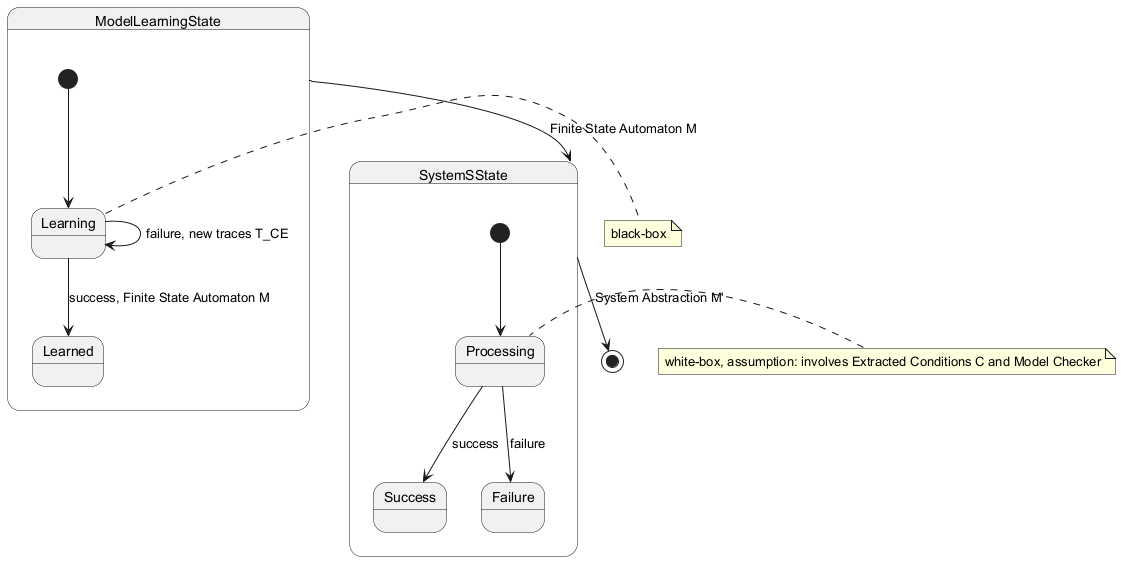 ModelLearningState
Finite State Automaton M
SystemSState
Learning
failure, new traces T_CE
black-box
success, Finite State Automaton M
System Abstraction M'
Learned
Processing
white-box, assumption: involves Extracted Conditions C and Model Checker
success
failure
Success
Failure